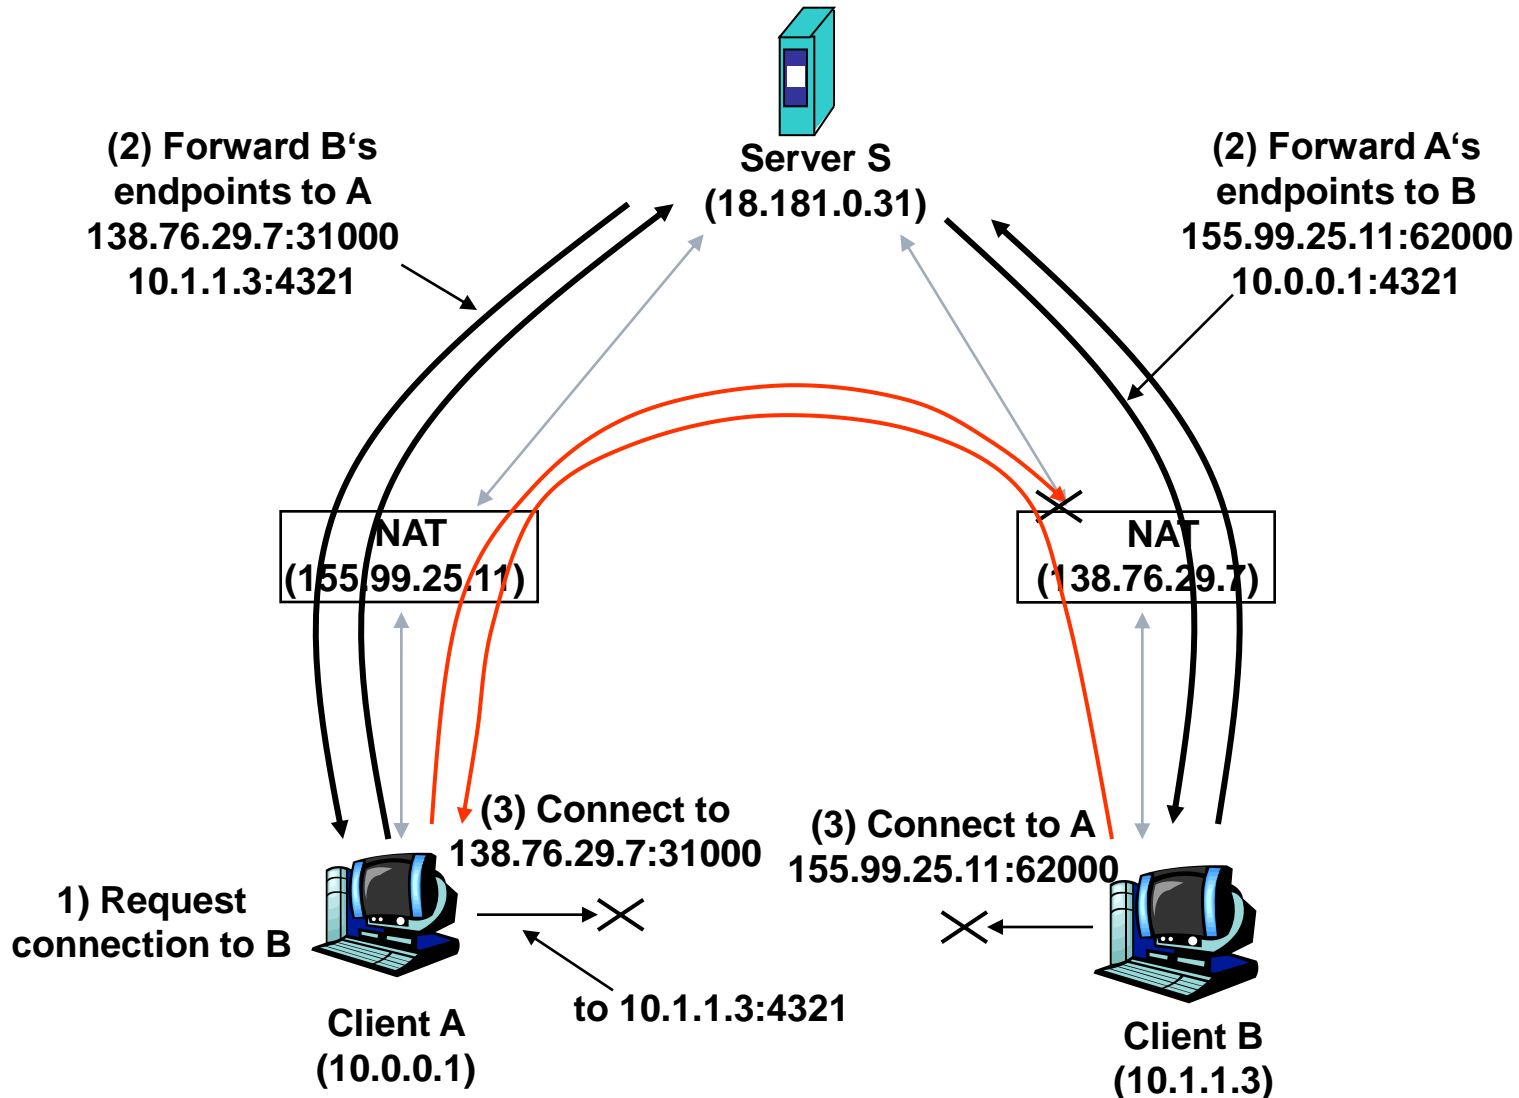 (2) Forward B‘s
endpoints to A
138.76.29.7:31000
10.1.1.3:4321
Server S
(18.181.0.31)
(2) Forward A‘s
endpoints to B
155.99.25.11:62000
10.0.0.1:4321
NAT
(155.99.25.11)
NAT
(138.76.29.7)
(3) Connect to
138.76.29.7:31000
(3) Connect to A
155.99.25.11:62000
1) Request
connection to B
to 10.1.1.3:4321
Client A
(10.0.0.1)
Client B
(10.1.1.3)